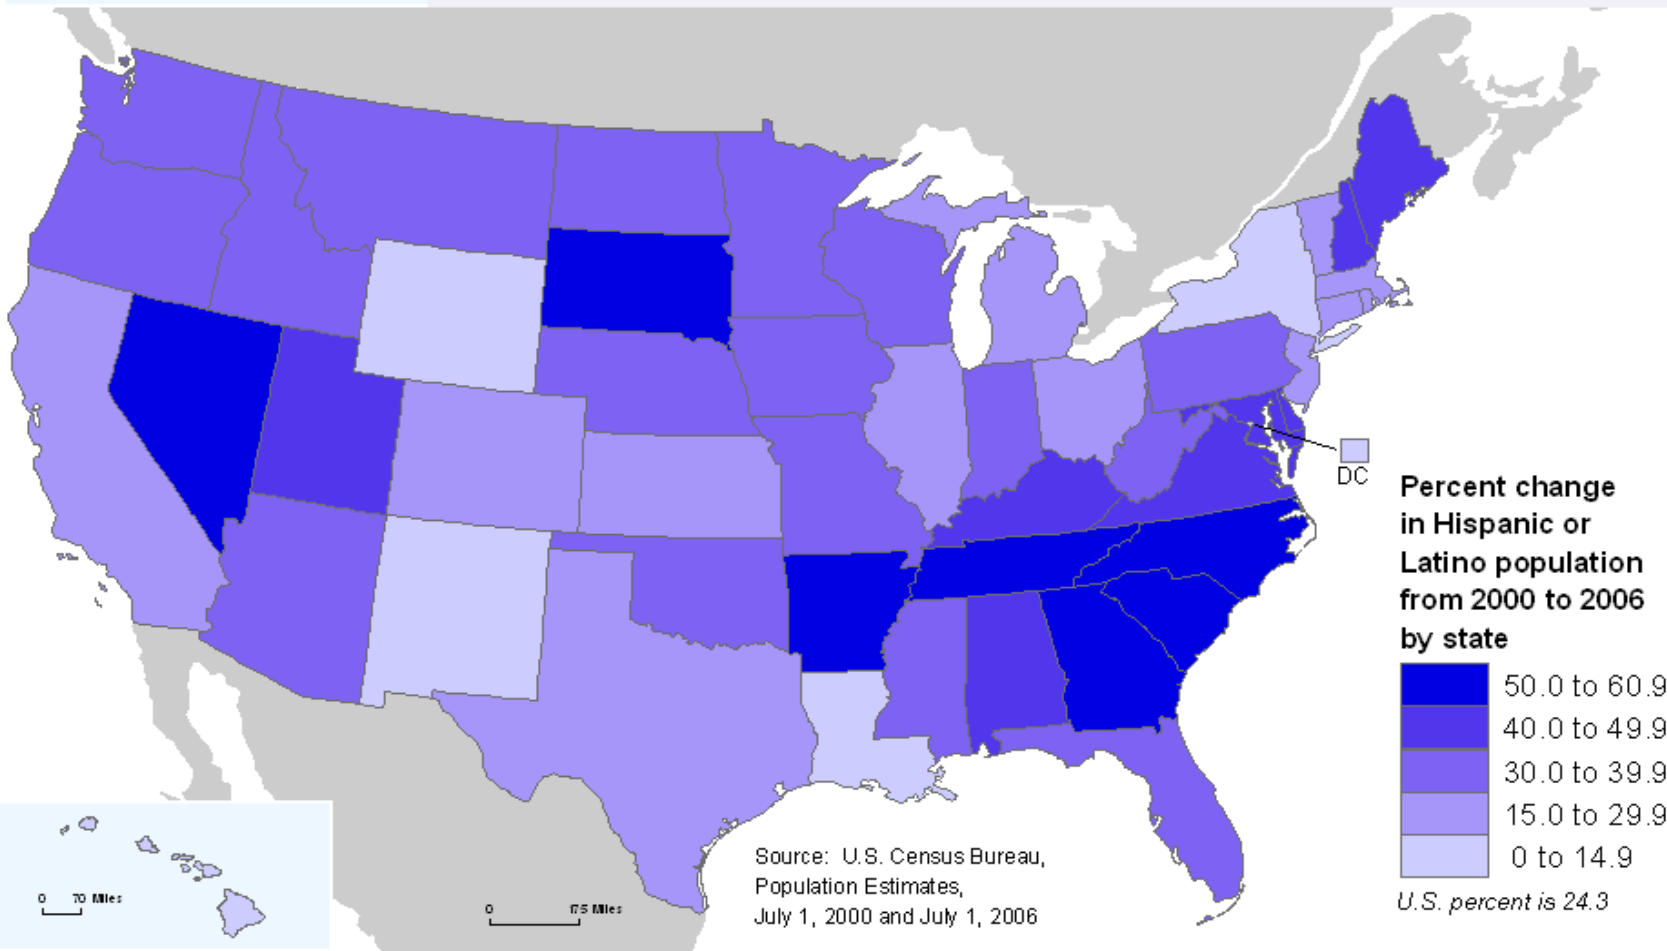 DC
Percent change
in Hispanic or
Latino population
from 2000 to 2006
by state
50.0 to 60.9
40.0 to 49.9
30.0 to 39.9
15.0 to 29.9
0 to 14.9
U.S. percent is 24.3
Source: U.S. Census Bureau,
Population Estimates,
July 1, 2000 and July 1, 2006
0 70 Miles
0 175 Miles